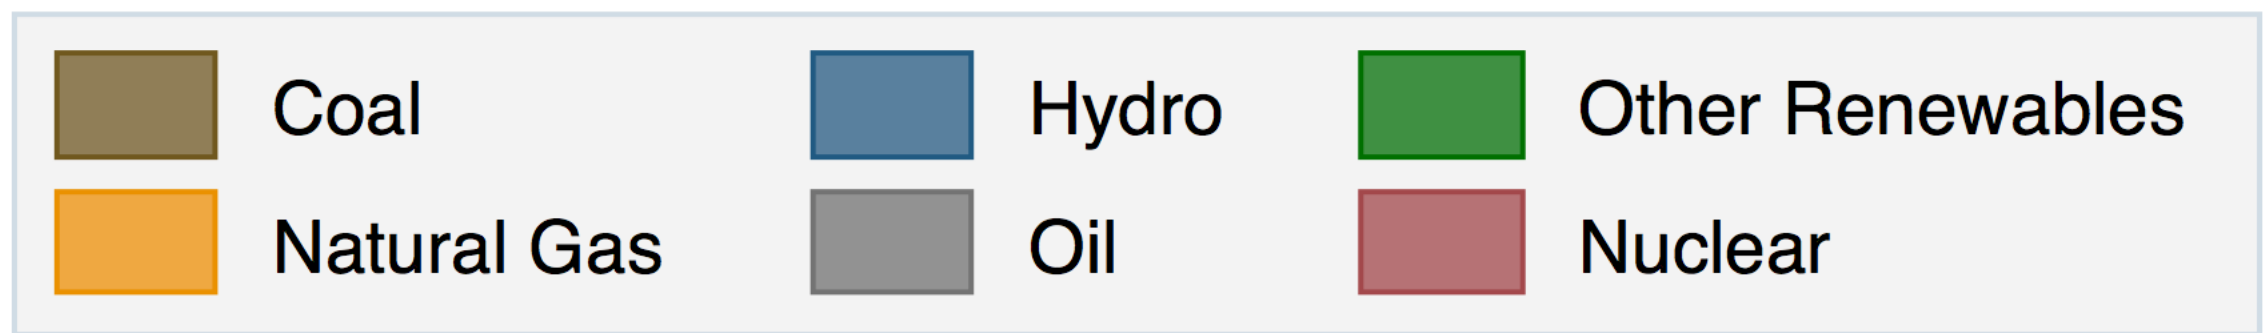 Coal Hydro Other Renewables
Natural Gas Oil Nuclear